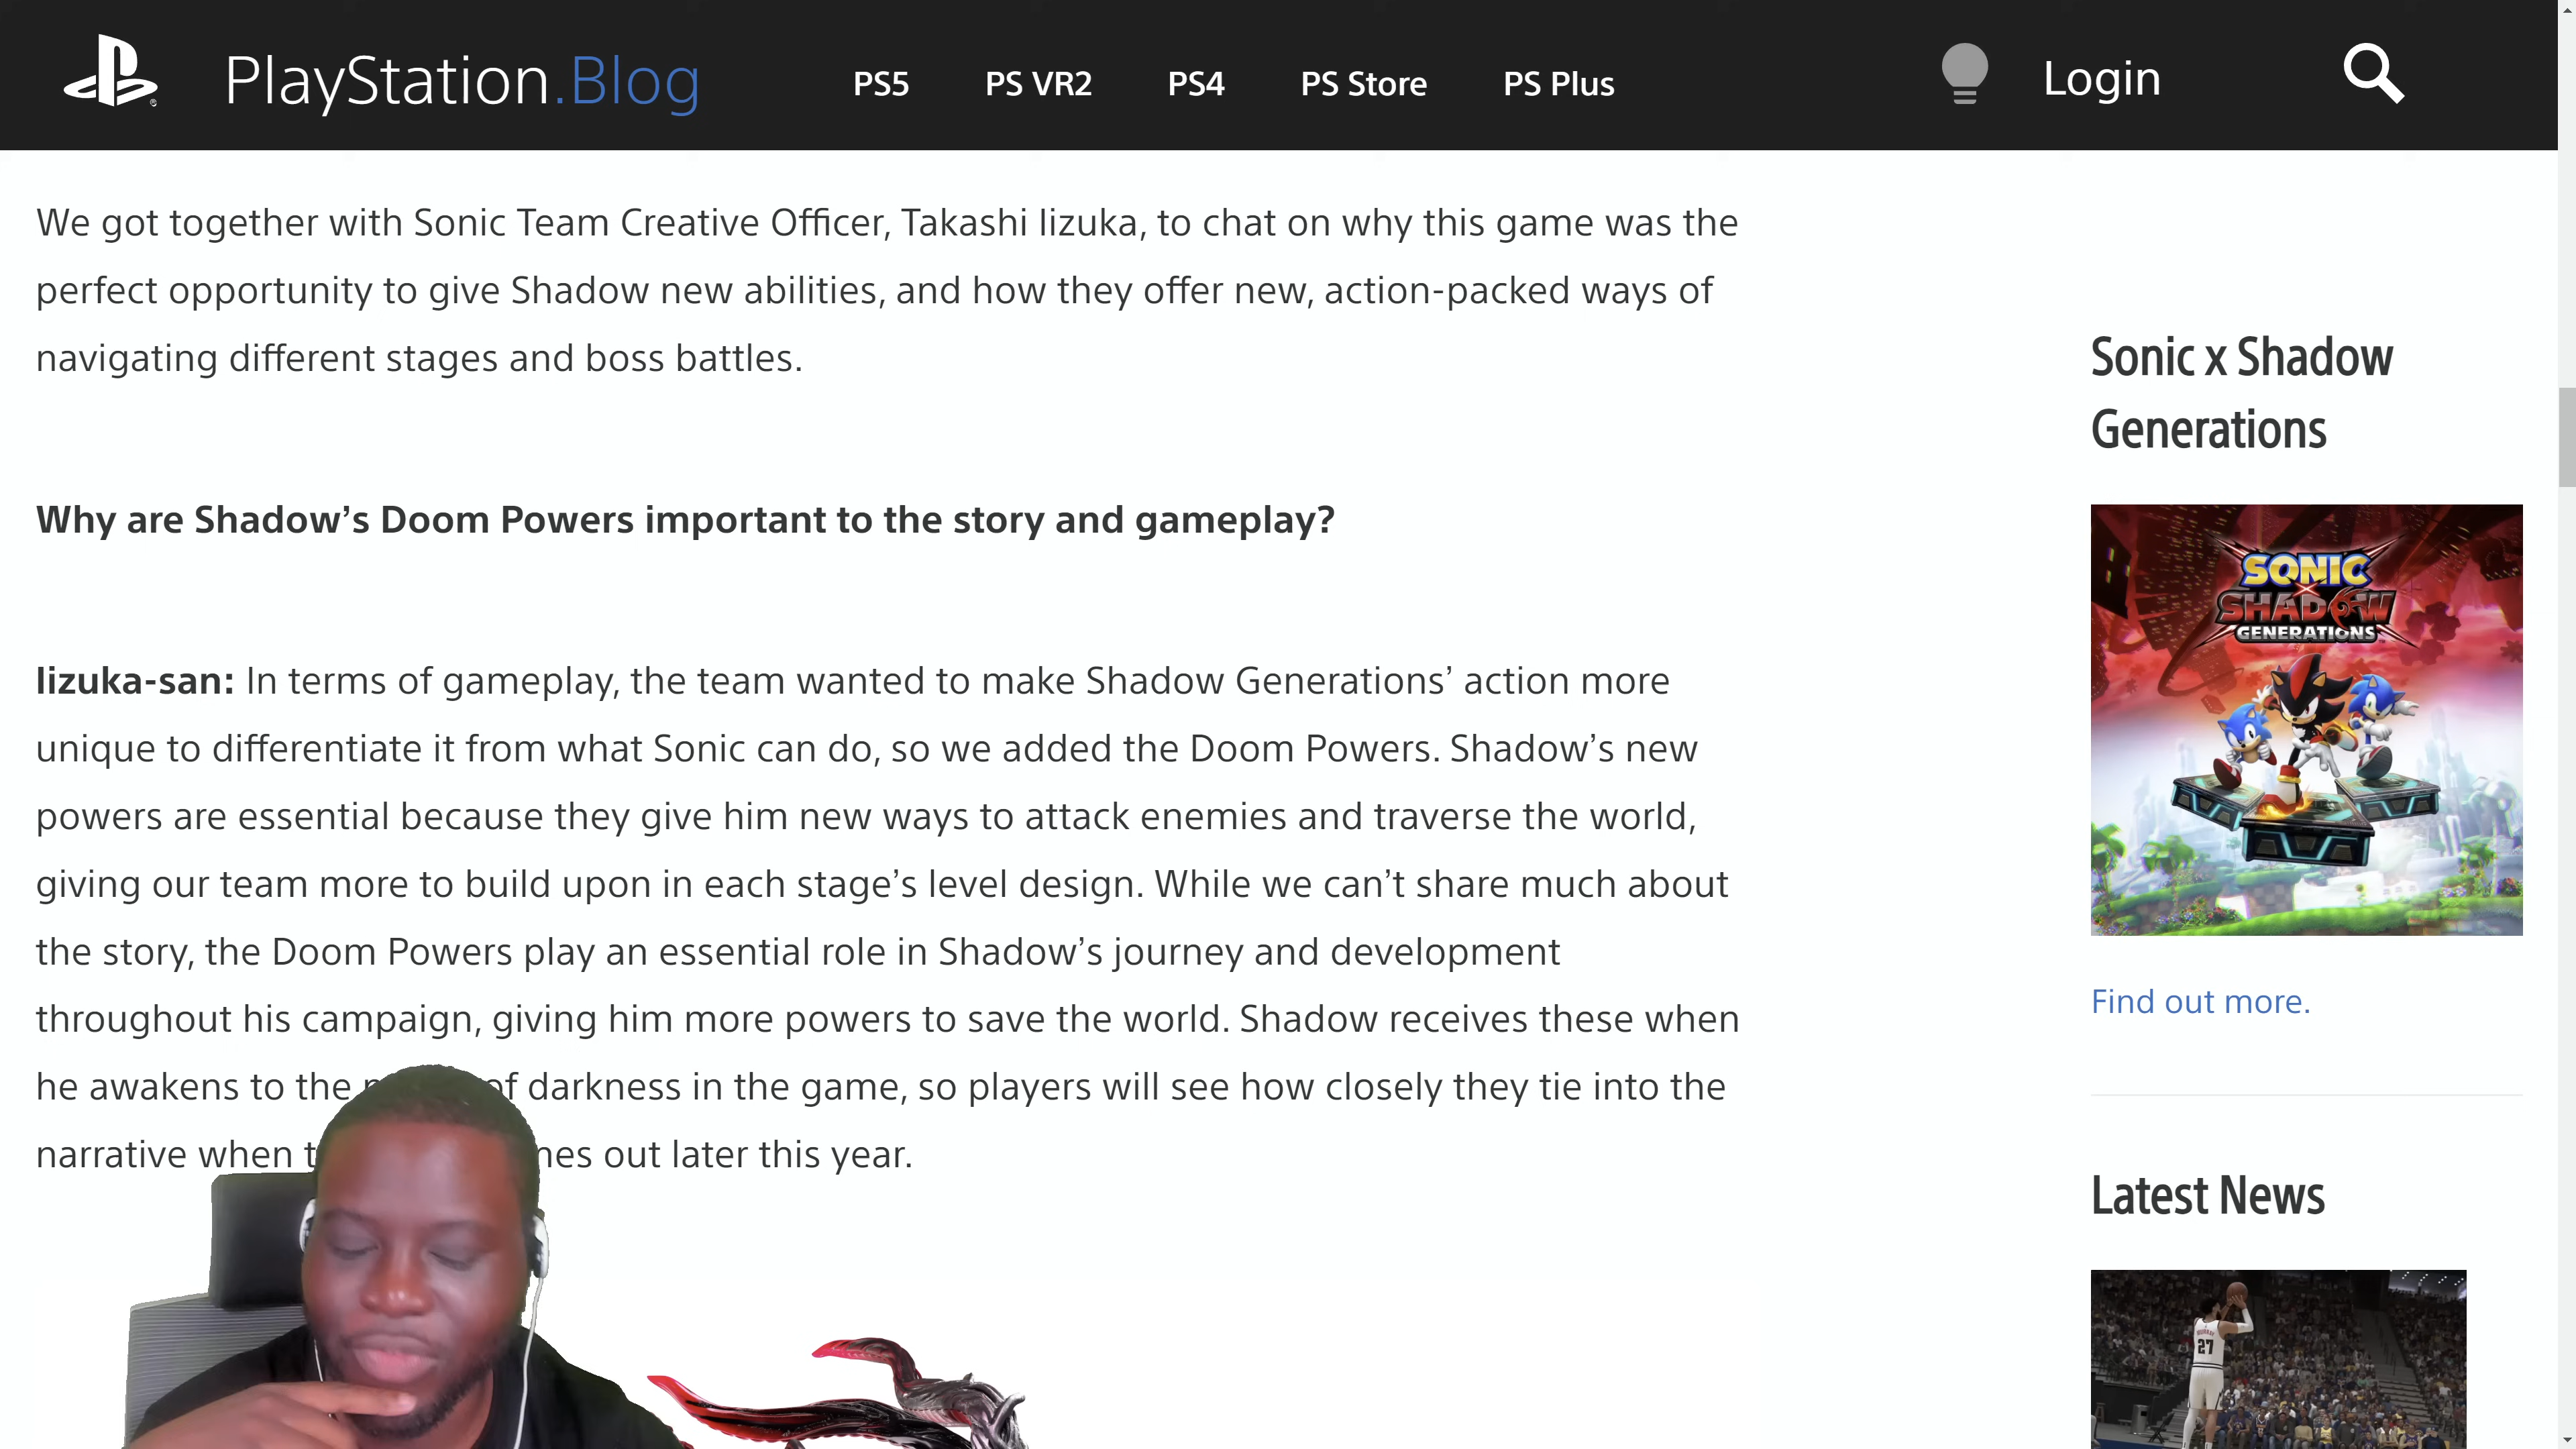 PlayStation.Blog
PS5 PS VR2 PS4 PS Store PS Plus
Login
We got together with Sonic Team Creative Officer, Takashi Iizuka, to chat on why this game was the
perfect opportunity to give Shadow new abilities, and how they offer new, action-packed ways of
navigating different stages and boss battles.
Why are Shadow’s Doom Powers important to the story and gameplay?
Iizuka-san: In terms of gameplay, the team wanted to make Shadow Generations’ action more
unique to differentiate it from what Sonic can do, so we added the Doom Powers. Shadow’s new
powers are essential because they give him new ways to attack enemies and traverse the world,
giving our team more to build upon in each stage’s level design. While we can’t share much about
the story, the Doom Powers play an essential role in Shadow’s journey and development
throughout his campaign, giving him more powers to save the world. Shadow receives these when
he awakens to the of darkness in the game, so players will see how closely they tie into the
narrative when out later this year.
Sonic x Shadow
Generations
SONIC
SHADOW
GENERATIONS
Find out more.
Latest News
27